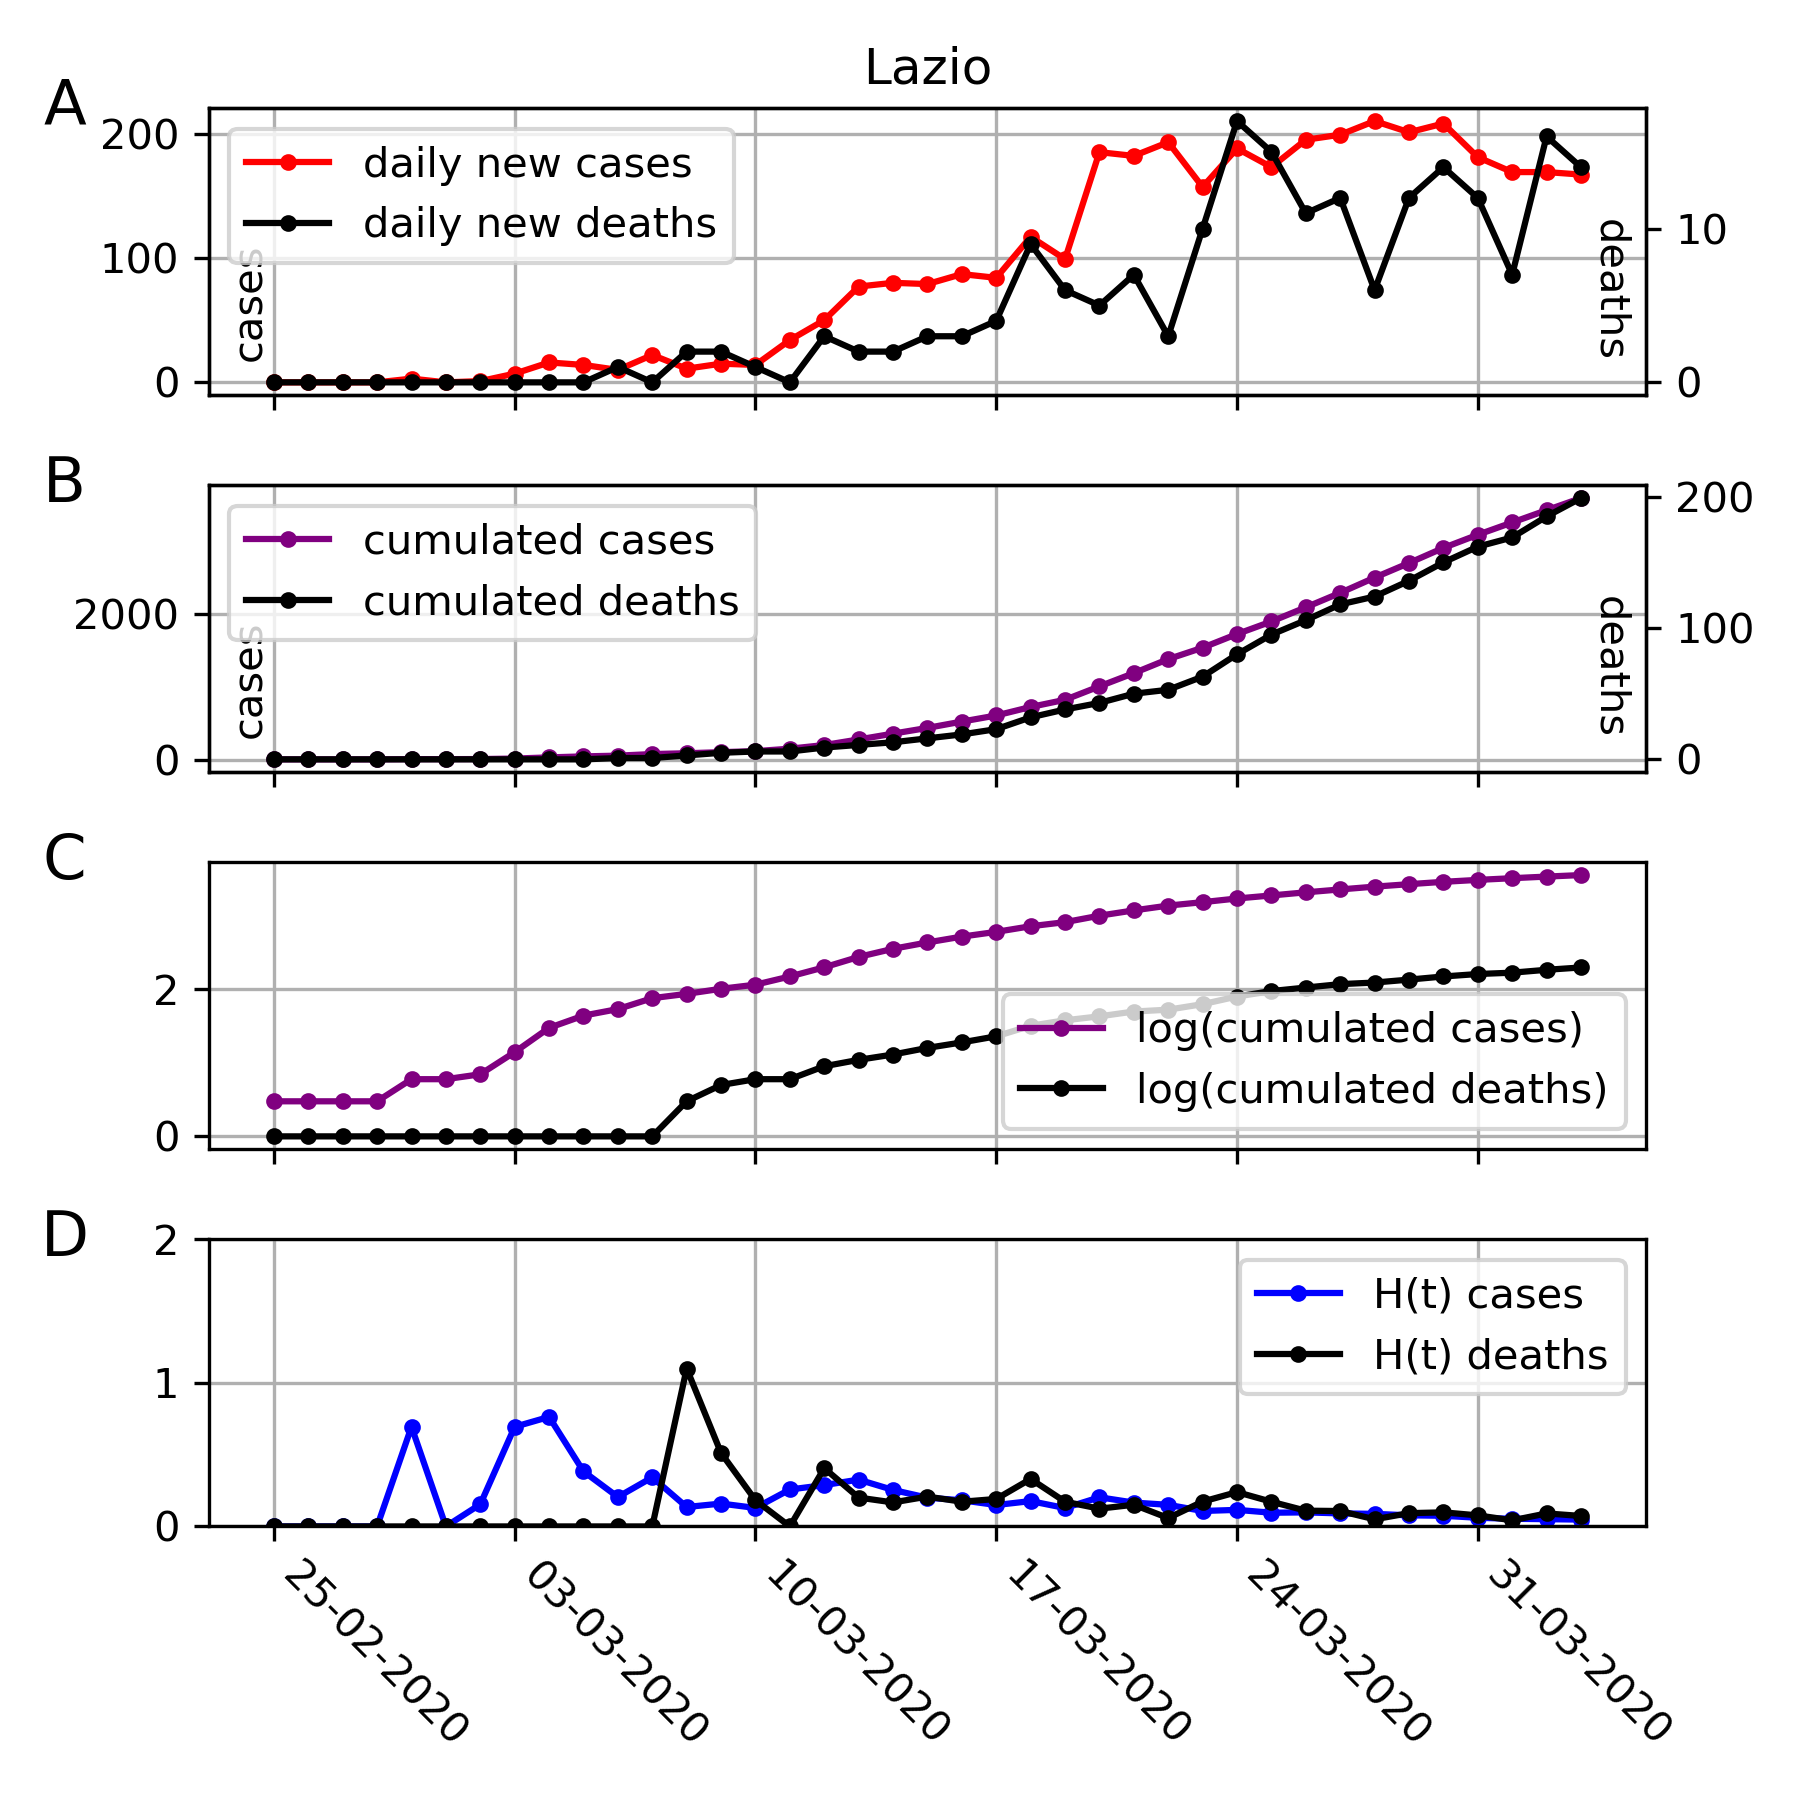 Lazio
A
200
100
0
cases
daily new cases
daily new deaths
10
0
deaths
B
2000
0
cases
cumulated cases
cumulated deaths
200
100
0
deaths
C
2
0
log(cumulated cases)
log(cumulated deaths)
D
2
1
0
H(t) cases
H(t) deaths
25-02-2020
03-03-2020
10-03-2020
17-03-2020
24-03-2020
31-03-2020